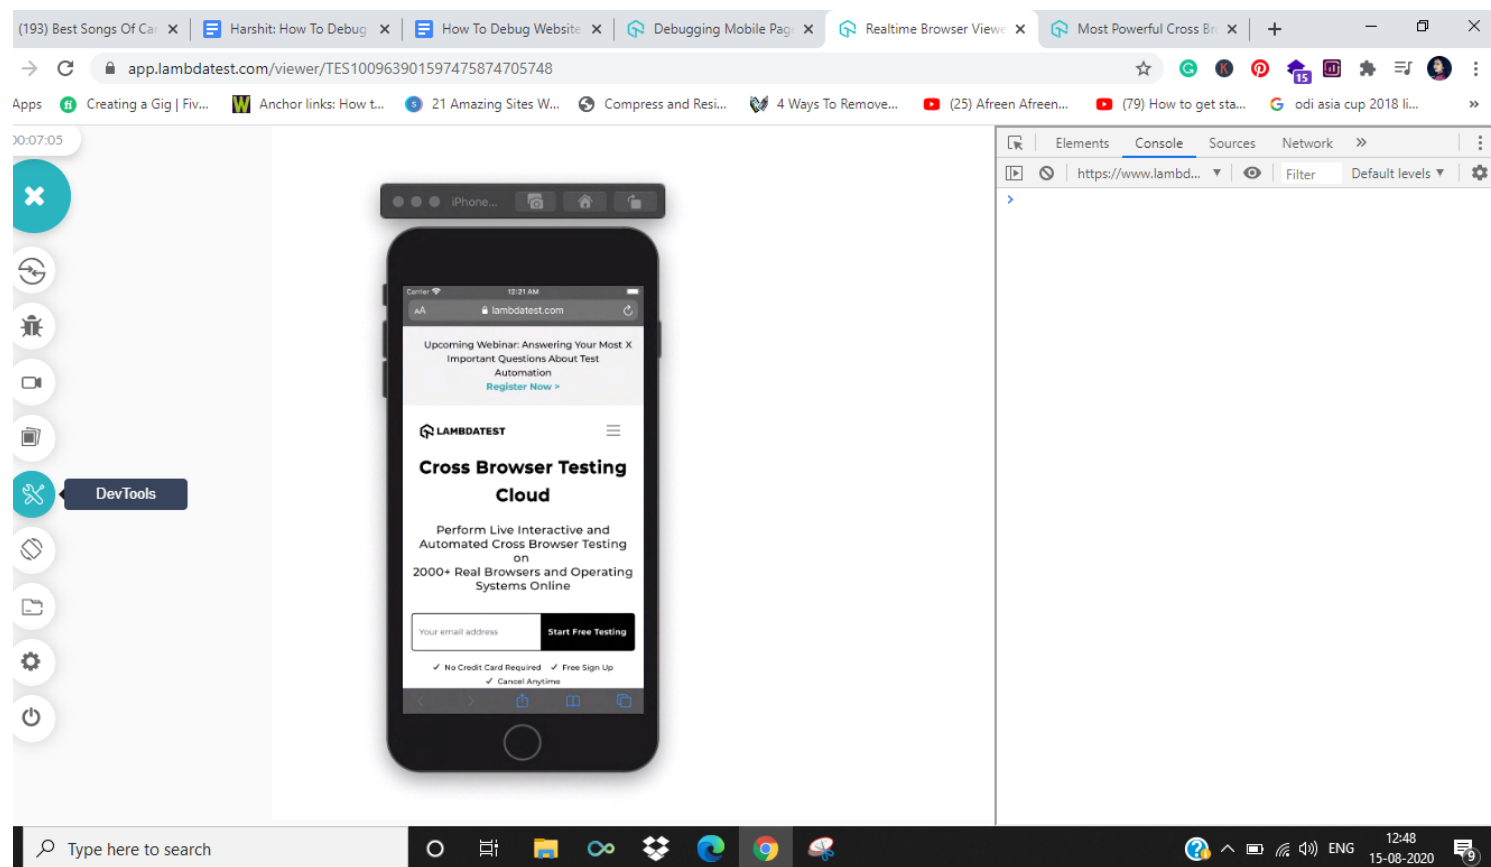 (193) Best Songs Of Car
Harshit: How To Debug
How To Debug Website
Debugging Mobile Page
Realtime Browser Viewe
Most Powerful Cross Br
app.lambdatest.com/viewer/TES100963901597475874705748
15
Apps
Creating a Gig | Fiv...
Anchor links: How t...
21 Amazing Sites W...
Compress and Resi...
4 Ways To Remove...
(25) Afreen Afreen...
(79) How to get sta...
odi asia cup 2018 li...
00:07:05
Elements
Console
Sources
Network
https://www.lambd...
Filter
Default levels
iPhone...
Carrier
12:21 AM
AA
lambdatest.com
Upcoming Webinar: Answering Your Most X
Important Questions About Test
Automation
Register Now >
LAMBDATEST
Cross Browser Testing
Cloud
DevTools
Perform Live Interactive and
Automated Cross Browser Testing
on
2000+ Real Browsers and Operating
Systems Online
Your email address
Start Free Testing
✓ No Credit Card Required ✓ Free Sign Up
✓ Cancel Anytime
Type here to search
ENG
12:48
15-08-2020
9